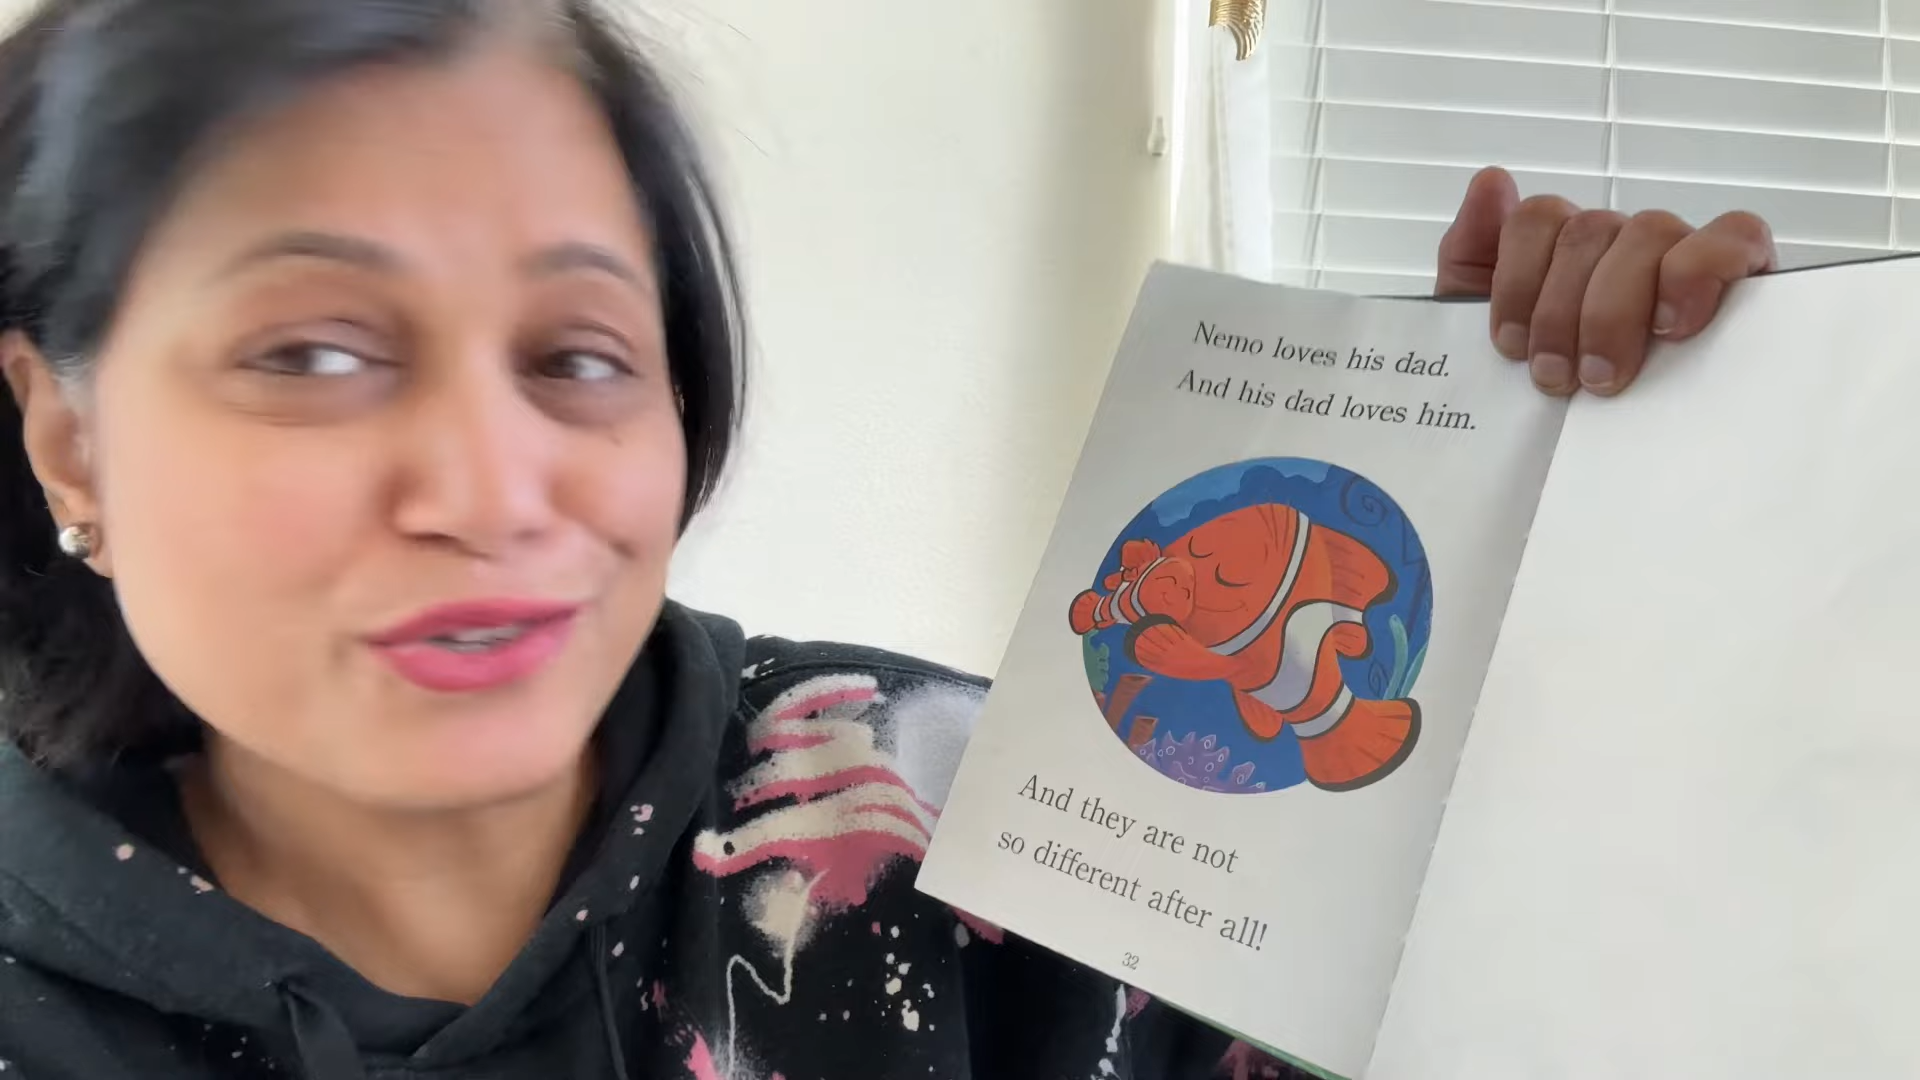 Nemo loves his dad.
And his dad loves him.
And they are not
so different after all!
32